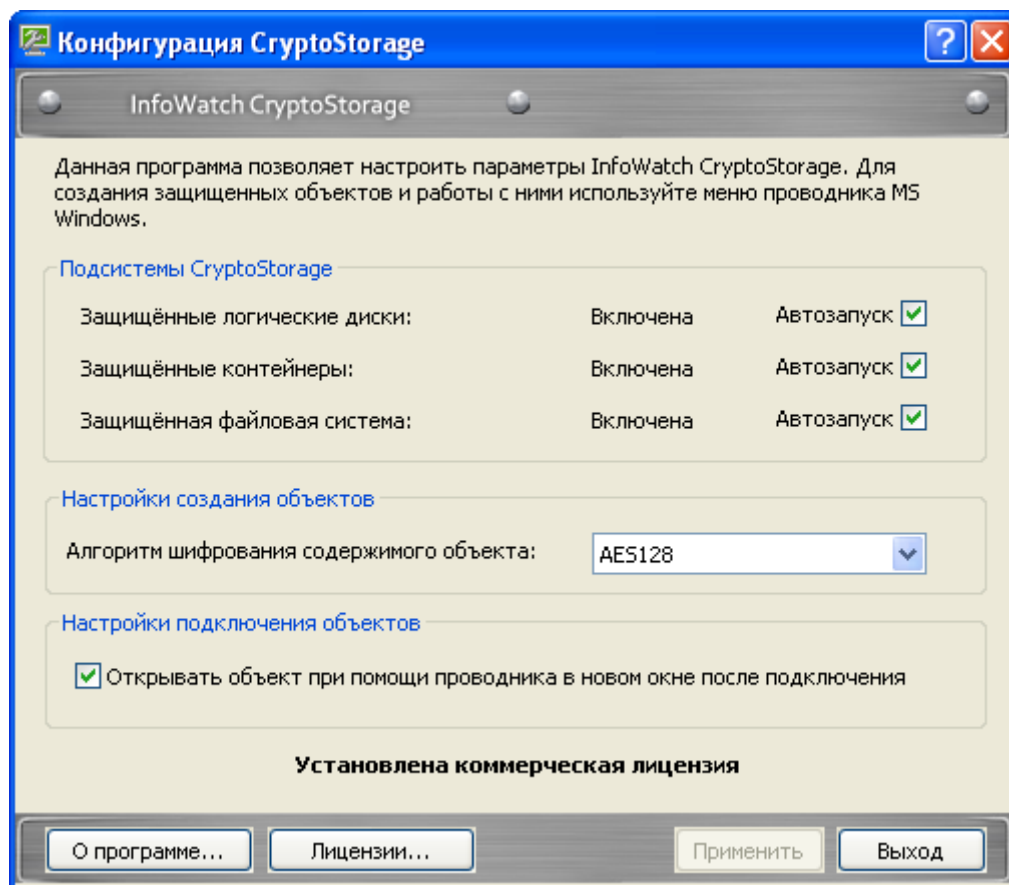 Конфигурация CryptoStorage
InfoWatch CryptoStorage
Данная программа позволяет настроить параметры InfoWatch CryptoStorage. Для
создания защищенных объектов и работы с ними используйте меню проводника MS
Windows.
Подсистемы CryptoStorage
Защищённые логические диски: Включена Автозапуск
Защищённые контейнеры: Включена Автозапуск
Защищённая файловая система: Включена Автозапуск
Настройки создания объектов
Алгоритм шифрования содержимого объекта: AES128
Настройки подключения объектов
Открывать объект при помощи проводника в новом окне после подключения
Установлена коммерческая лицензия
О программе... Лицензии... Применить Выход